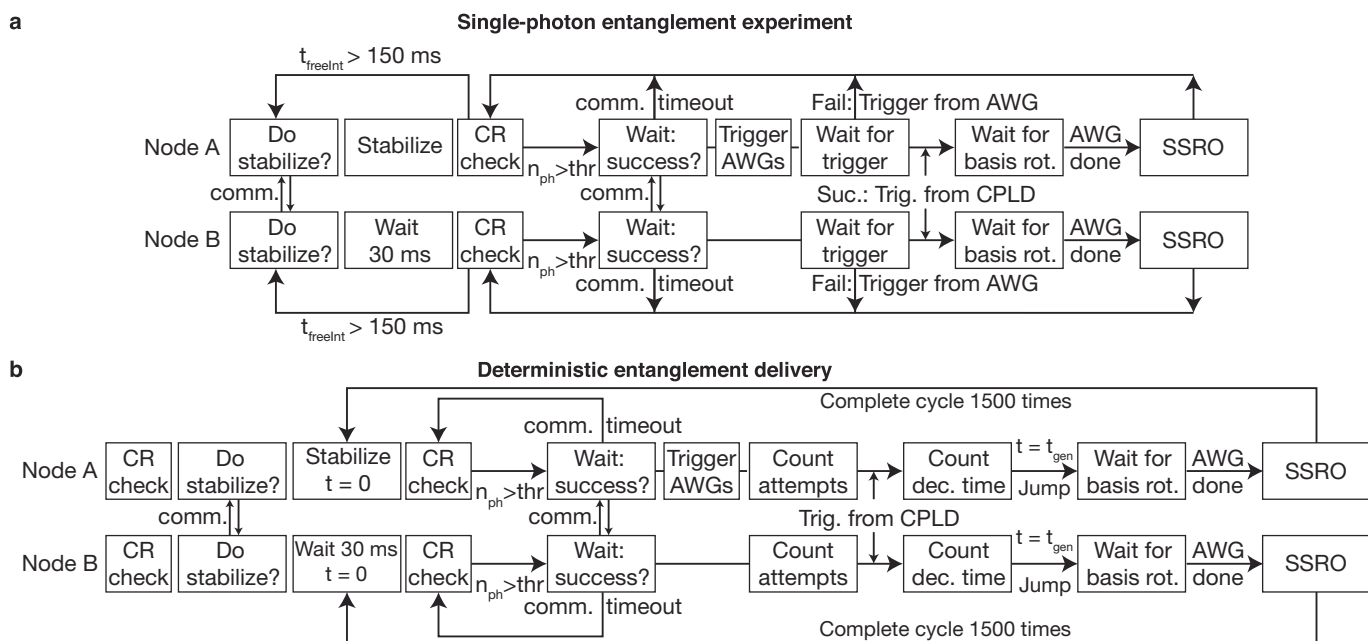 a
Single-photon entanglement experiment
t_freeInt > 150 ms
comm. timeout
Fail: Trigger from AWG
Node A
Do stabilize?
Stabilize
CR check
n_ph>thr
Wait: success?
Trigger AWGs
Wait for trigger
Wait for basis rot.
AWG done
SSRO
comm.
comm.
Suc.: Trig. from CPLD
Node B
Do stabilize?
Wait 30 ms
CR check
n_ph>thr
Wait: success?
Wait for trigger
Wait for basis rot.
AWG done
SSRO
comm. timeout
Fail: Trigger from AWG
t_freeInt > 150 ms
b
Deterministic entanglement delivery
Complete cycle 1500 times
comm. timeout
Node A
CR check
Do stabilize?
Stabilize t = 0
CR check
n_ph>thr
Wait: success?
Trigger AWGs
Count attempts
Count dec. time
t = t_gen
Jump
Wait for basis rot.
AWG done
SSRO
comm.
comm.
Trig. from CPLD
Node B
CR check
Do stabilize?
Wait 30 ms t = 0
CR check
n_ph>thr
Wait: success?
Count attempts
Count dec. time
t = t_gen
Jump
Wait for basis rot.
AWG done
SSRO
comm. timeout
Complete cycle 1500 times